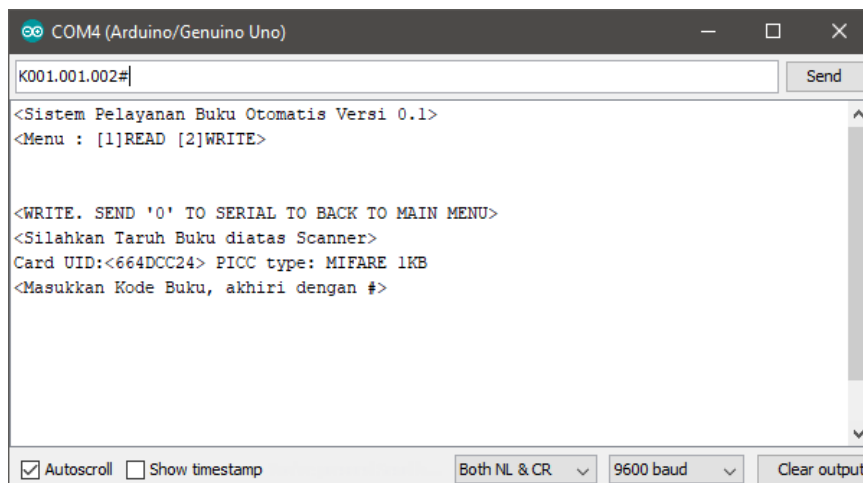 COM4 (Arduino/Genuino Uno)
K001.001.002#
Send
<Sistem Pelayanan Buku Otomatis Versi 0.1>
<Menu : [1]READ [2]WRITE>
<WRITE. SEND '0' TO SERIAL TO BACK TO MAIN MENU>
<Silahkan Taruh Buku diatas Scanner>
Card UID:<664DCC24> PICC type: MIFARE 1KB
<Masukkan Kode Buku, akhiri dengan #>
Autoscroll Show timestamp Both NL & CR 9600 baud Clear output